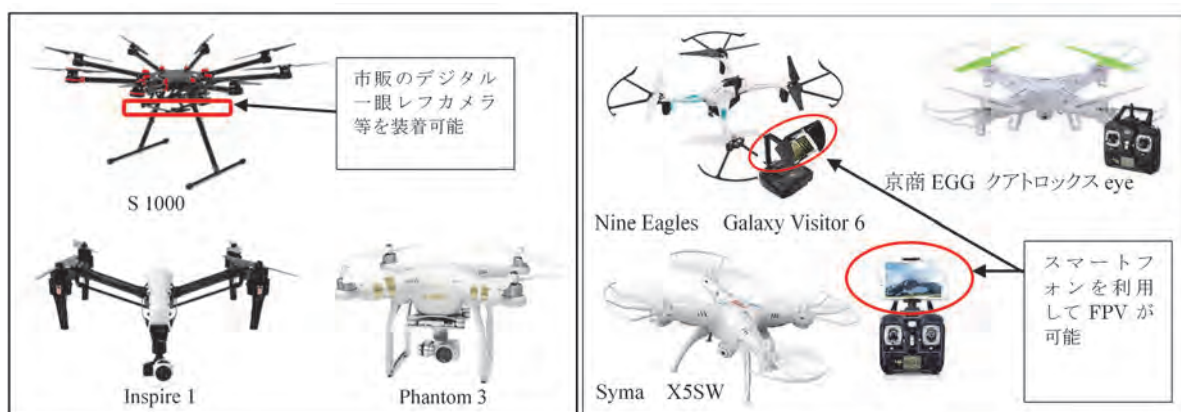 市販のデジタル
一眼レフカメラ
等を装着可能
S 1000
Inspire 1
Phantom 3
京商 EGG クアトロックス eye
Nine Eagles Galaxy Visitor 6
スマートフ
ォンを利用
して FPV が
可能
Syma X5SW